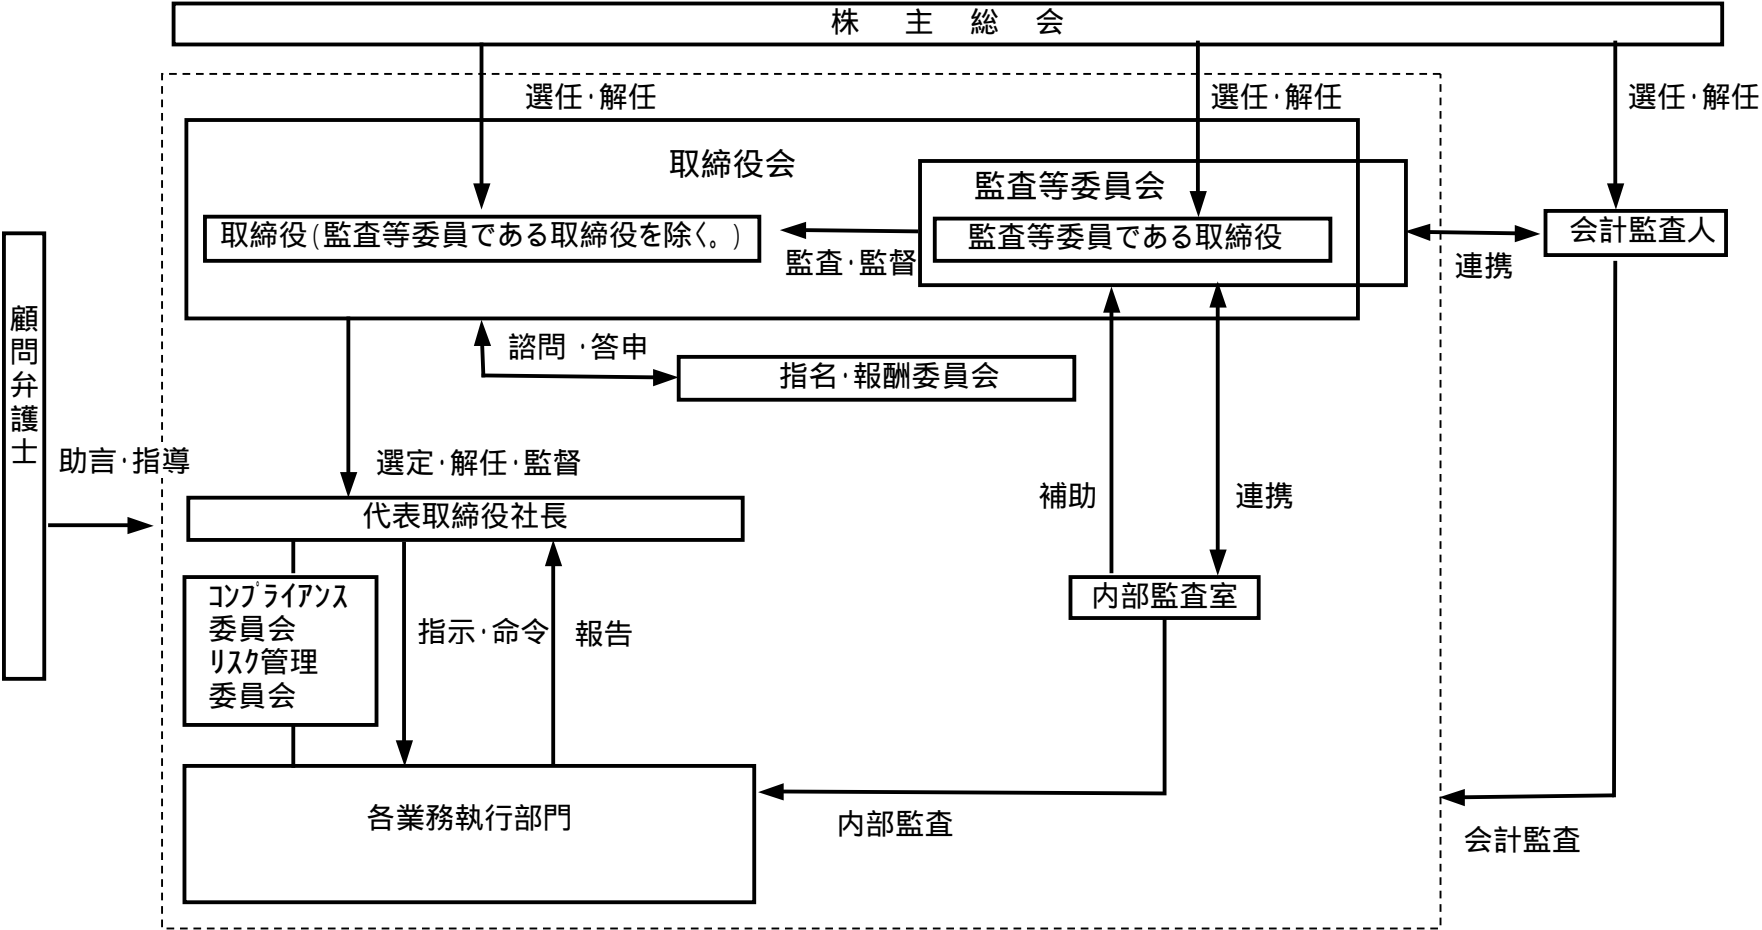 株 主 総 会
選任･解任
選任･解任
選任･解任
取締役会
監査等委員会
取締役(監査等委員である取締役を除く。)
監査等委員である取締役
会計監査人
監査･監督
連携
顧問弁護士
諮問 ･答申
指名･報酬委員会
助言･指導
選定･解任･監督
補助
連携
代表取締役社長
ｺﾝﾌﾟﾗｲｱﾝｽ
委員会
ﾘｽｸ管理
委員会
指示･命令
報告
内部監査室
各業務執行部門
内部監査
会計監査